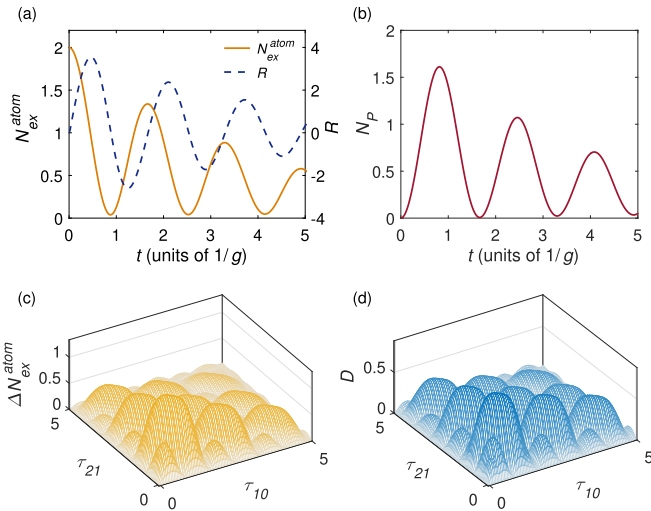 (a)
2
1.5
1
0.5
0
N_ex^atom
N_ex^atom
R
4
2
0
-2
-4
R
0 1 2 3 4 5
t (units of 1/g)
(b)
2
1.5
1
0.5
0
N_P
0 1 2 3 4 5
t (units of 1/g)
(c)
1
0.5
0
ΔN_ex^atom
5
0
τ_21
0
5
τ_10
(d)
0.5
0
D
5
0
τ_21
0
5
τ_10